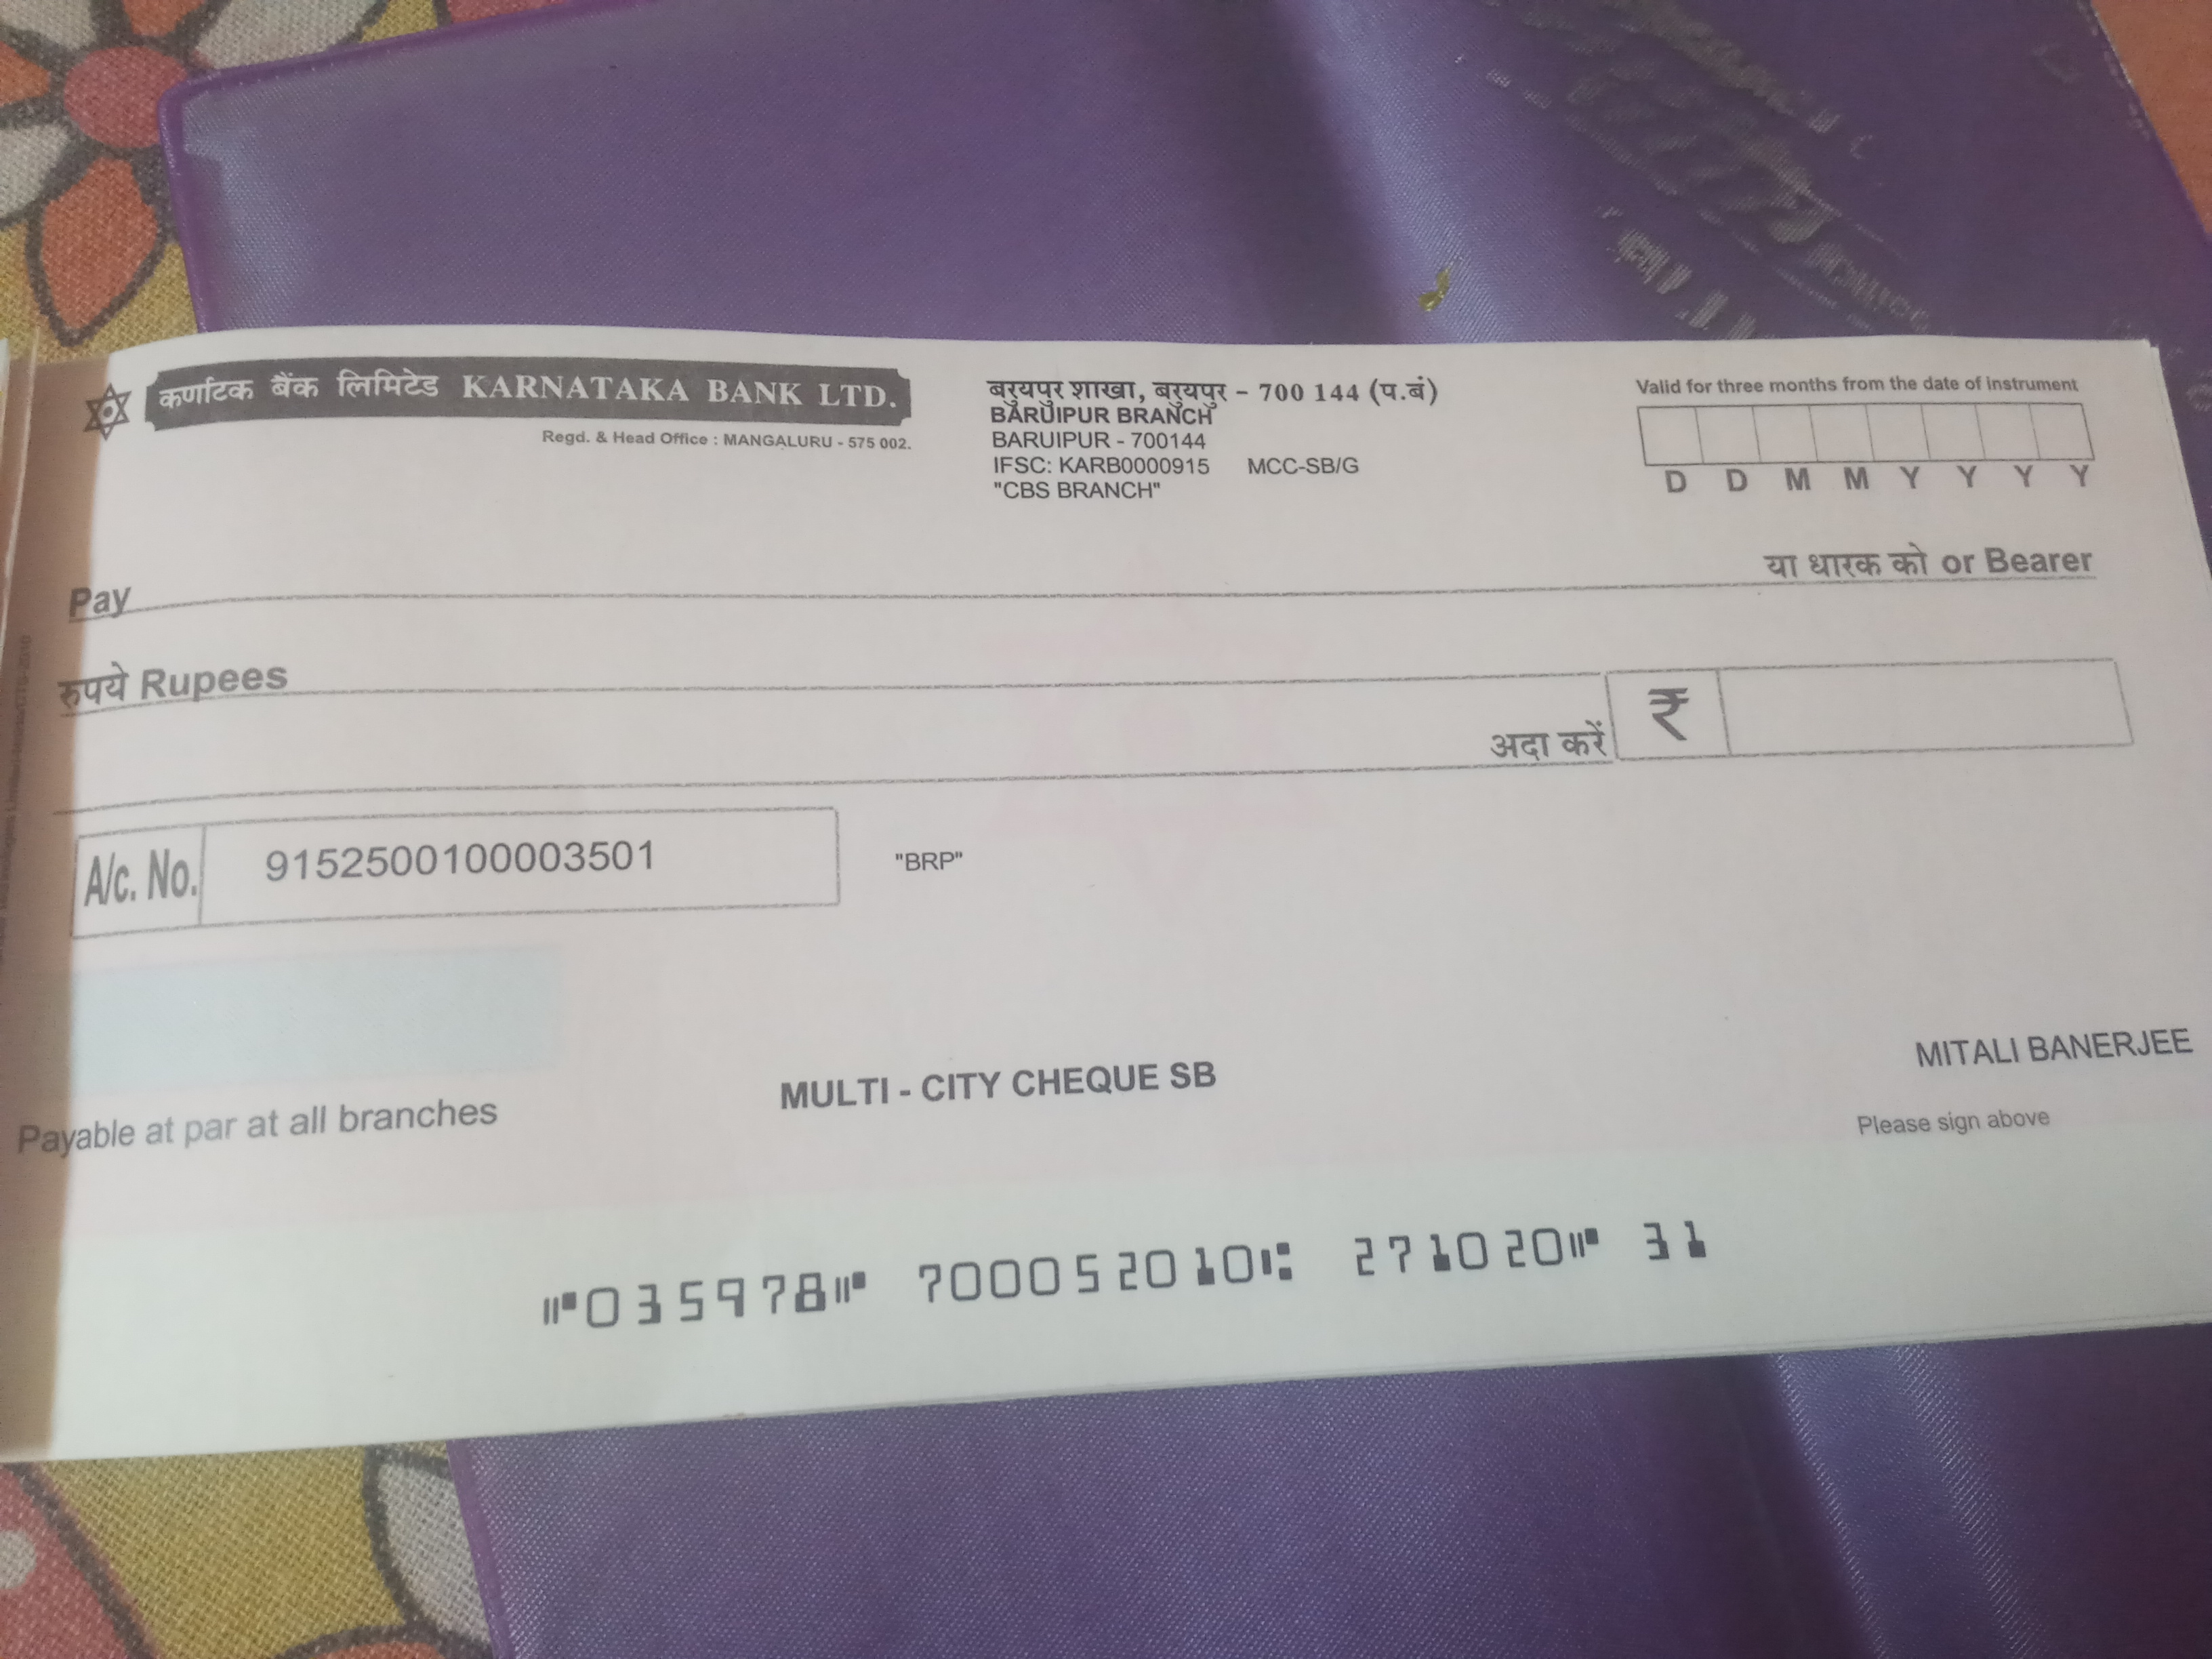 कर्णाटक बैंक लिमिटेड KARNATAKA BANK LTD.
Regd. & Head Office : MANGALURU - 575 002.
बरुयपुर शाखा, बरुयपुर - 700 144 (प.बं)
BARUIPUR BRANCH
BARUIPUR - 700144
IFSC: KARB0000915 MCC-SB/G
"CBS BRANCH"
Valid for three months from the date of instrument
D D M M Y Y Y Y
Pay
या धारक को or Bearer
रुपये Rupees
अदा करें ₹
A/c. No. 9152500100003501 "BRP"
MITALI BANERJEE
MULTI - CITY CHEQUE SB
Payable at par at all branches
Please sign above
⑈035978⑈ 700052010⑆ 271020⑈ 31